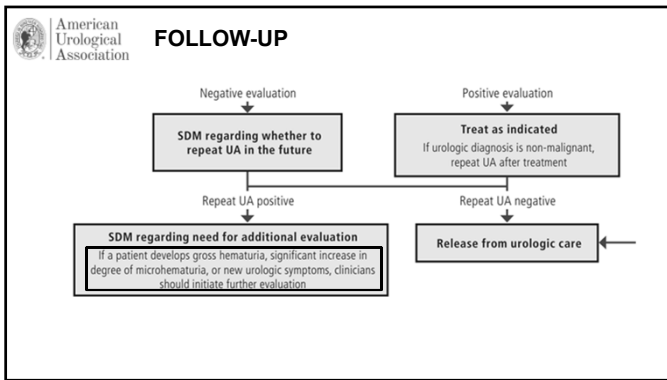 American
Urological
Association
FOLLOW-UP
Negative evaluation
Positive evaluation
SDM regarding whether to
repeat UA in the future
Treat as indicated
If urologic diagnosis is non-malignant,
repeat UA after treatment
Repeat UA positive
Repeat UA negative
SDM regarding need for additional evaluation
If a patient develops gross hematuria, significant increase in
degree of microhematuria, or new urologic symptoms, clinicians
should initiate further evaluation
Release from urologic care